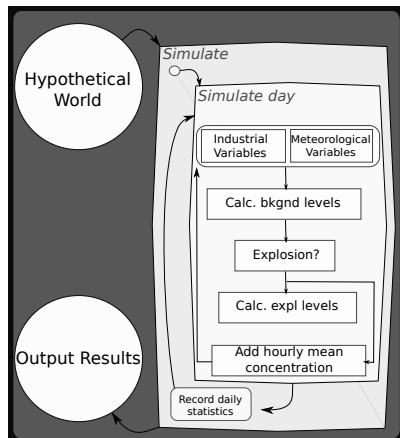 Hypothetical
World
Simulate
Simulate day
Industrial
Variables
Meteorological
Variables
Calc. bkgnd levels
Explosion?
Calc. expl levels
Add hourly mean
concentration
Record daily
statistics
Output Results